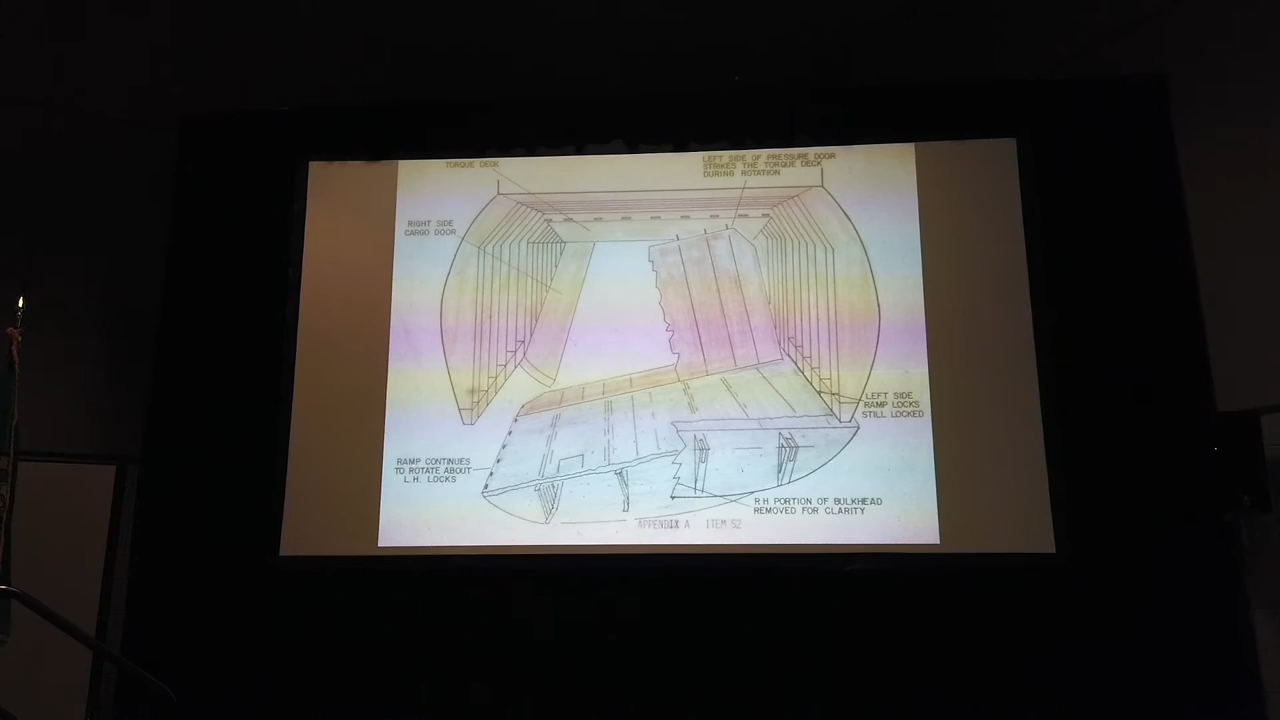 TORQUE DECK
LEFT SIDE OF PRESSURE DOOR
STRIKES THE TORQUE DECK
DURING ROTATION
RIGHT SIDE
CARGO DOOR
LEFT SIDE
RAMP LOCKS
STILL LOCKED
RAMP CONTINUES
TO ROTATE ABOUT
L.H. LOCKS
R.H. PORTION OF BULKHEAD
REMOVED FOR CLARITY
APPENDIX A ITEM 52